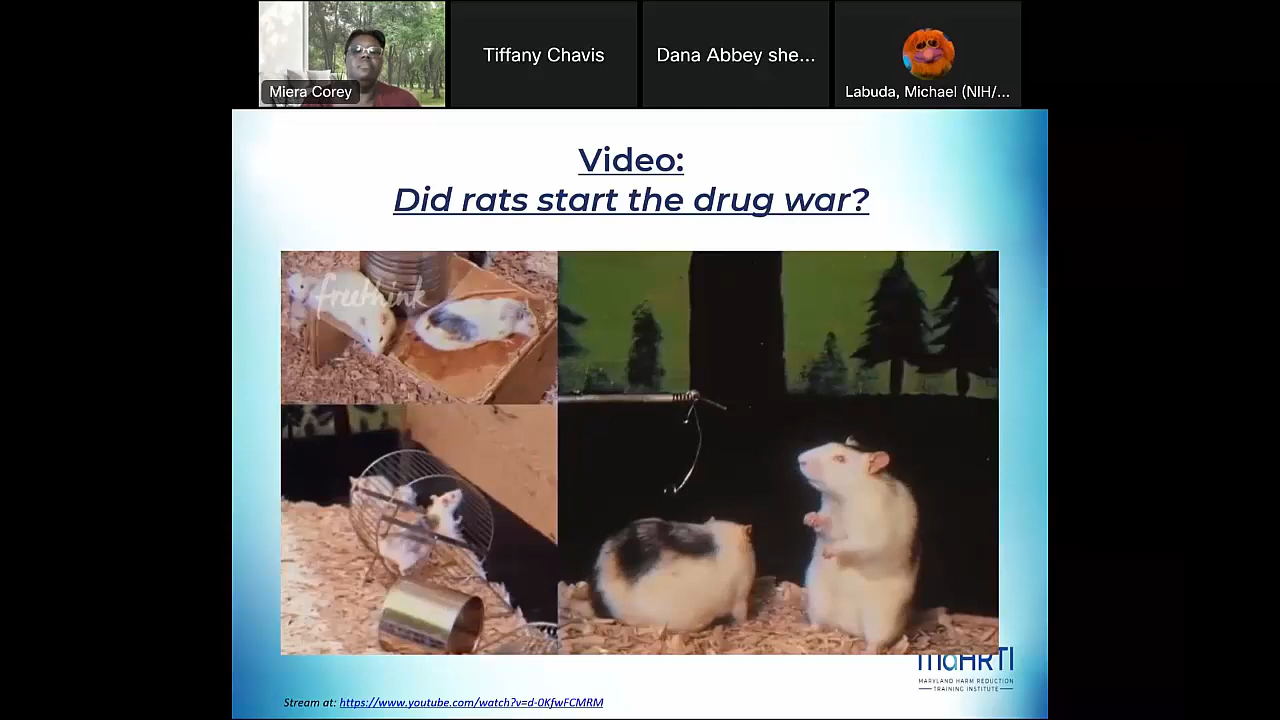 Miera Corey
Tiffany Chavis
Dana Abbey she...
Labuda, Michael (NIH/...
Video:
Did rats start the drug war?
freethink
MaHRTI
MARYLAND HARM REDUCTION
TRAINING INSTITUTE
Stream at: https://www.youtube.com/watch?v=d-0KfwFCMRM